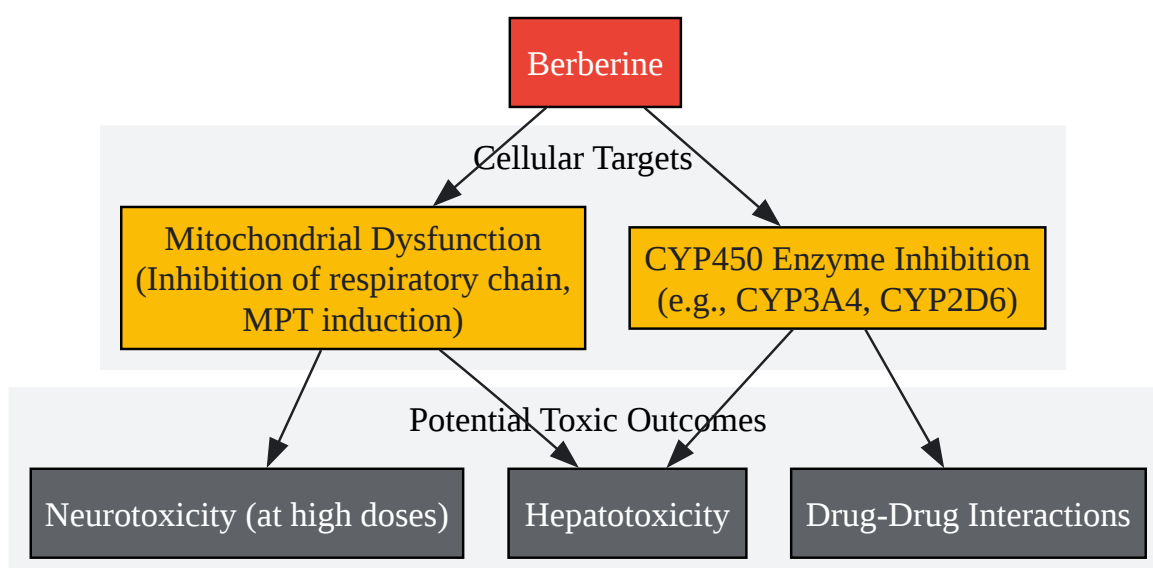 Berberine
Cellular Targets
Mitochondrial Dysfunction
(Inhibition of respiratory chain,
MPT induction)
CYP450 Enzyme Inhibition
(e.g., CYP3A4, CYP2D6)
Potential Toxic Outcomes
Neurotoxicity (at high doses)
Hepatotoxicity
Drug-Drug Interactions